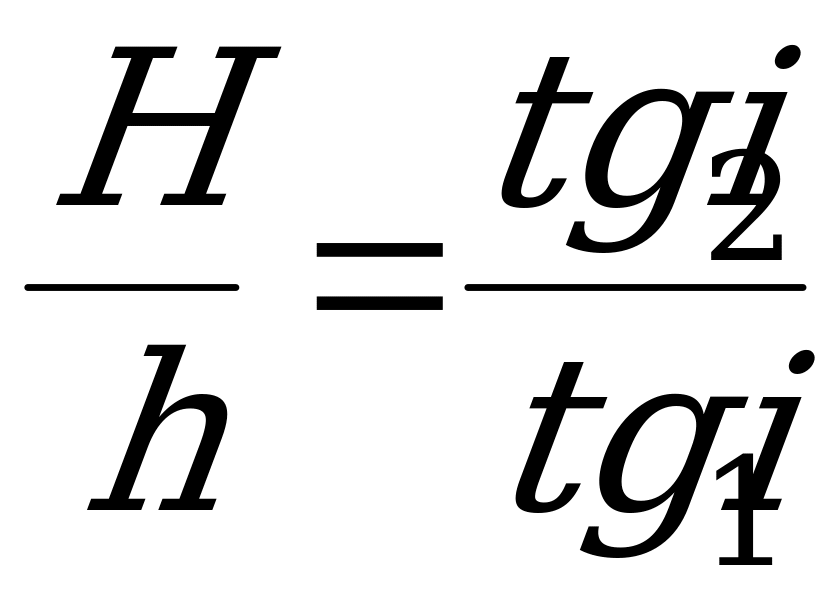 H/h = tgi₂/tgi₁